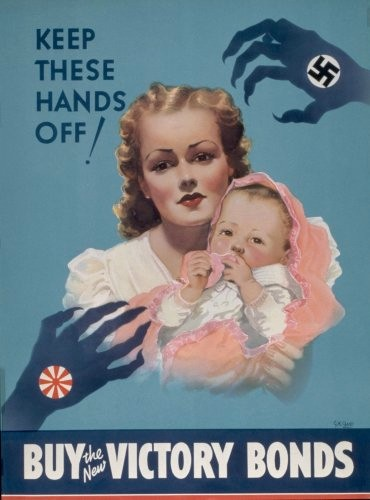 KEEP
THESE
HANDS
OFF!
BUY the New VICTORY BONDS